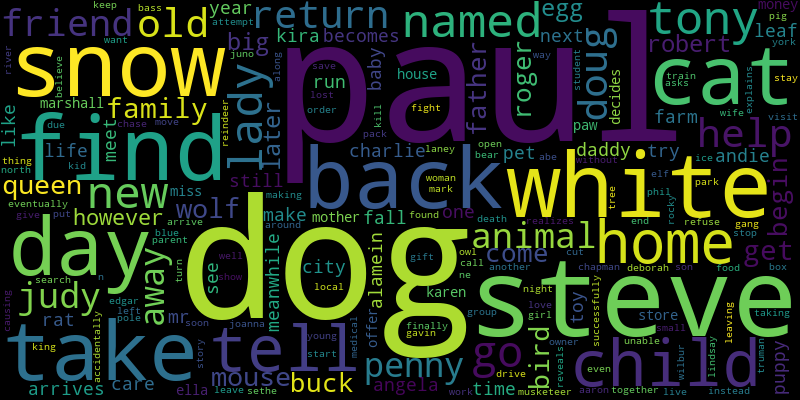 keep bass year return egg named tony money pig
friend old want attempt kira becomes next leaf york
river snow believe big juno along baby save run house father roger way student doug decides robert explains cat train asks stay
paul lost order kill fight pack
like marshall due family lady later reindeer wife visit
find meet chase move life kid paw farm help
thing north charlie laney open bear pet abe without daddy try ice andie elf phil rocky
queen new miss still back woman mark white tree park begin
eventually give put however wolf making make mother fall found one death realizes end refuse gang
day blue parent arrive away around dog owl call animal come home stop get
causing search n turn see well show meanwhile city local gift alamein ne another cut chapman deborah son food box
judy edgar left pole mr soon joanna finally gavin karen group night love girl toy successfully steve store small taking leaving
rat king accidentally story young start medical offer bird reveals owner unable wilbur lindsay truman puppy
take tell penny go child even
arrives care ella mouse leave sethe buck angela time work drive musketeer aaron together live instead